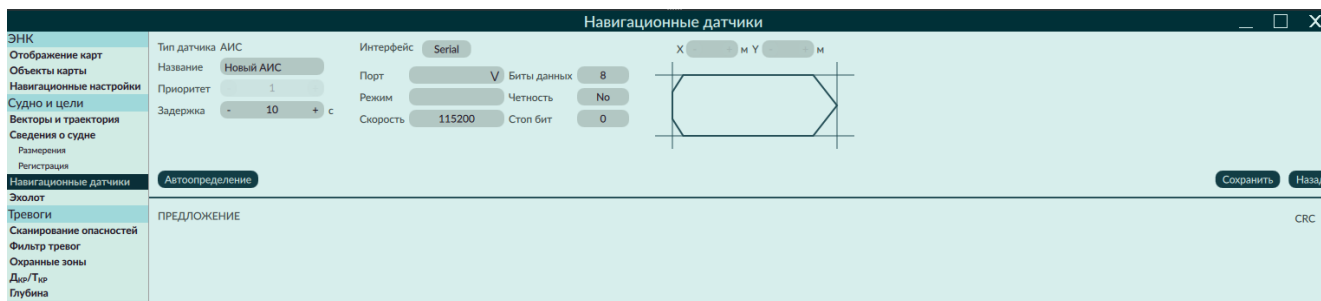 Навигационные датчики
ЭНК
Отображение карт
Объекты карты
Навигационные настройки
Судно и цели
Векторы и траектория
Сведения о судне
Размерения
Регистрация
Навигационные датчики
Эхолот
Тревоги
Сканирование опасностей
Фильтр тревог
Охранные зоны
Дкр/Ткр
Глубина
Тип датчика АИС
Название Новый АИС
Приоритет - 1 +
Задержка - 10 + с
Интерфейс Serial
Порт V Биты данных 8
Режим Четность No
Скорость 115200 Стоп бит 0
X - + м Y - + м
Автоопределение
Сохранить Наза
ПРЕДЛОЖЕНИЕ CRC